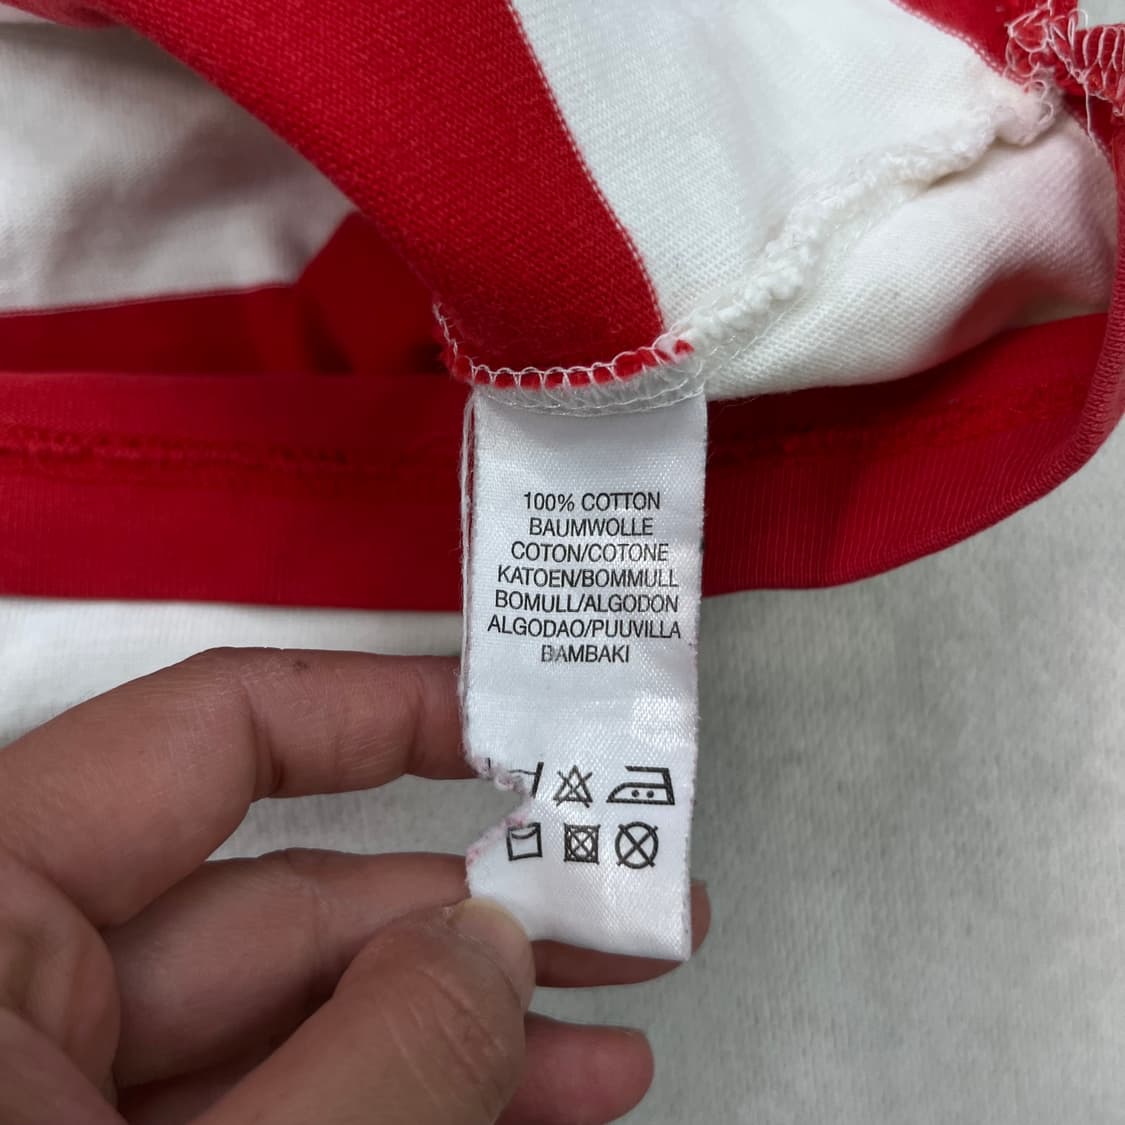 100% COTTON
BAUMWOLLE
COTON/COTONE
KATOEN/BOMMULL
BOMULL/ALGODON
ALGODAO/PUUVILLA
BAMBAKI